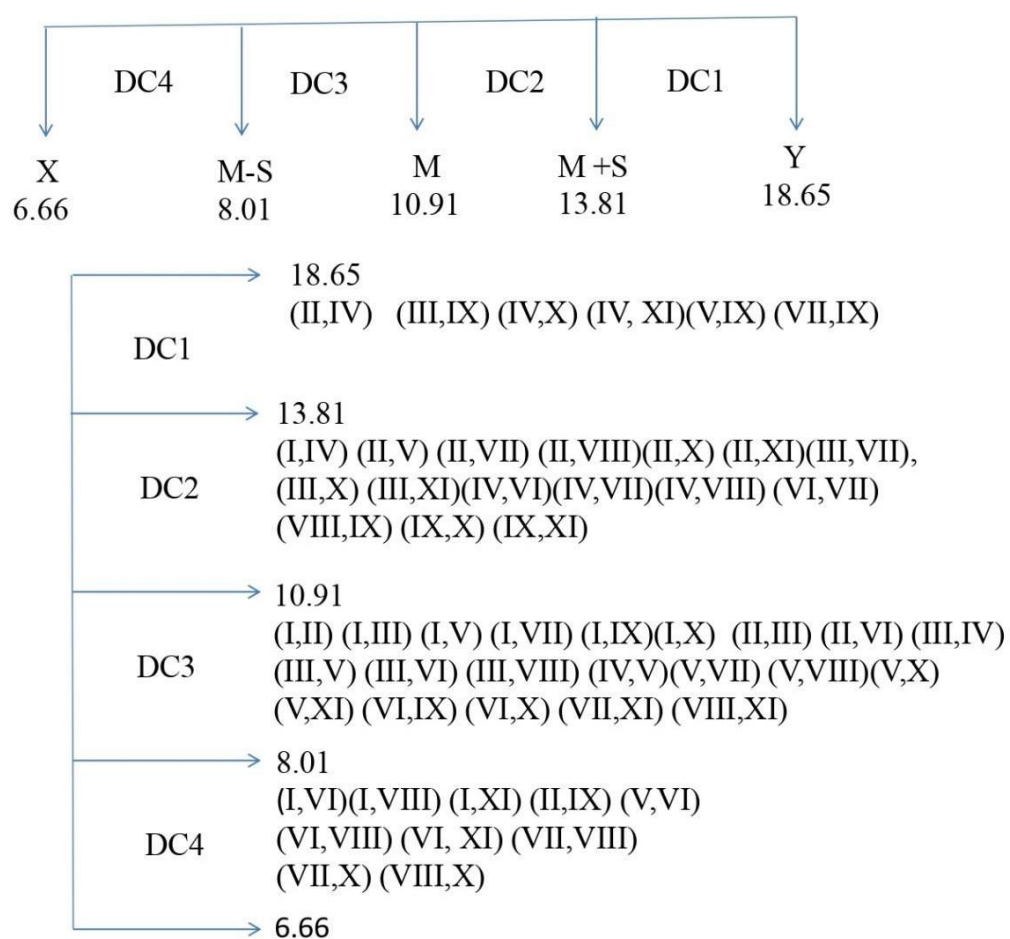 DC4 DC3 DC2 DC1
X M-S M M +S Y
6.66 8.01 10.91 13.81 18.65
18.65
(II,IV) (III,IX) (IV,X) (IV, XI)(V,IX) (VII,IX)
DC1
13.81
(I,IV) (II,V) (II,VII) (II,VIII)(II,X) (II,XI)(III,VII),
DC2
(III,X) (III,XI)(IV,VI)(IV,VII)(IV,VIII) (VI,VII)
(VIII,IX) (IX,X) (IX,XI)
10.91
(I,II) (I,III) (I,V) (I,VII) (I,IX)(I,X) (II,III) (II,VI) (III,IV)
DC3
(III,V) (III,VI) (III,VIII) (IV,V)(V,VII) (V,VIII)(V,X)
(V,XI) (VI,IX) (VI,X) (VII,XI) (VIII,XI)
8.01
(I,VI)(I,VIII) (I,XI) (II,IX) (V,VI)
DC4
(VI,VIII) (VI, XI) (VII,VIII)
(VII,X) (VIII,X)
6.66